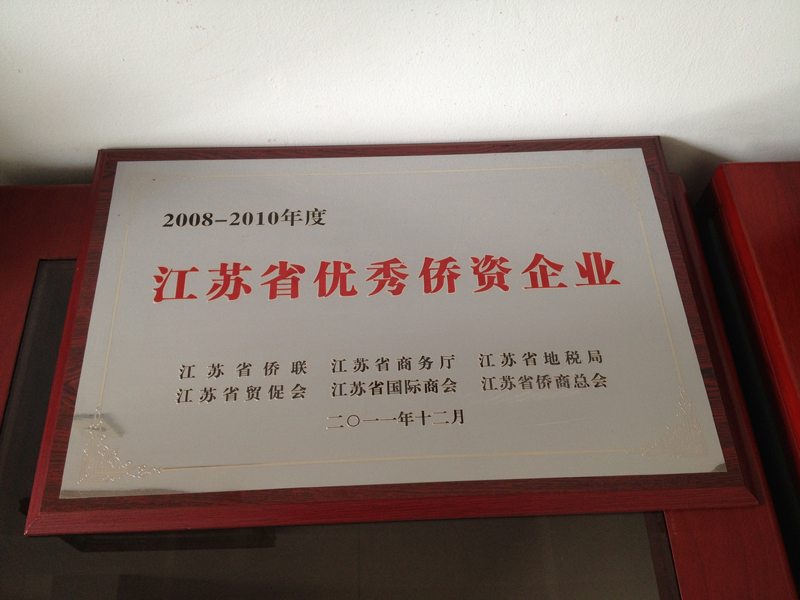 2008-2010年度
江苏省优秀侨资企业
江苏省侨联 江苏省商务厅 江苏省地税局
江苏省贸促会 江苏省国际商会 江苏省侨商总会
二〇一一年十二月